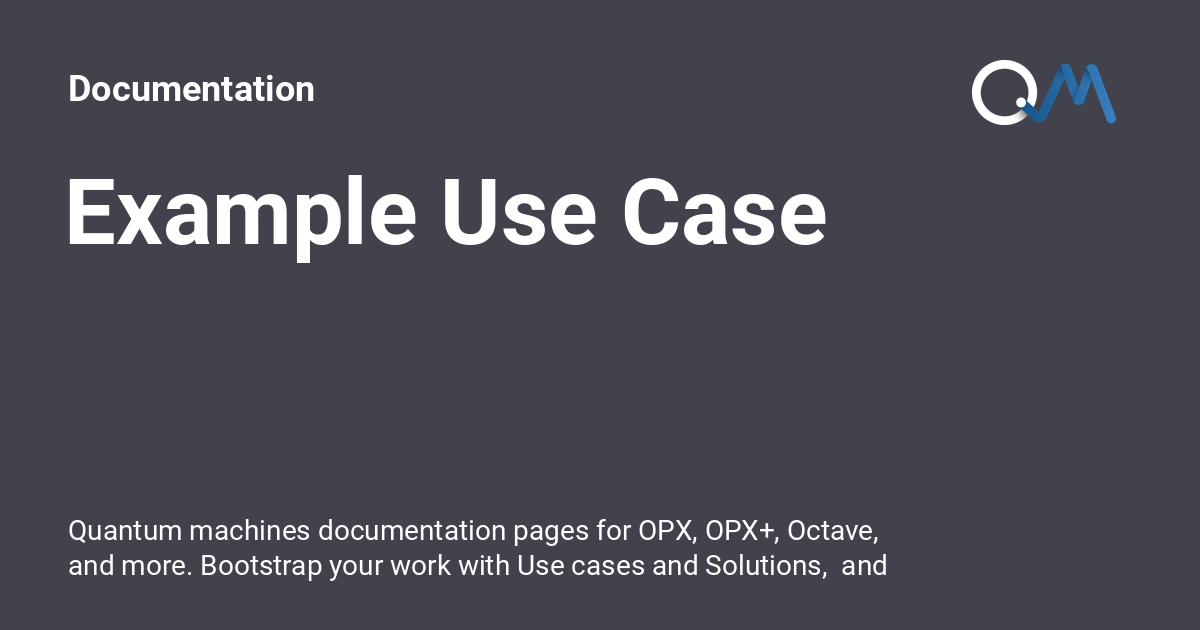 Documentation
QM
Example Use Case
Quantum machines documentation pages for OPX, OPX+, Octave,
and more. Bootstrap your work with Use cases and Solutions,  and